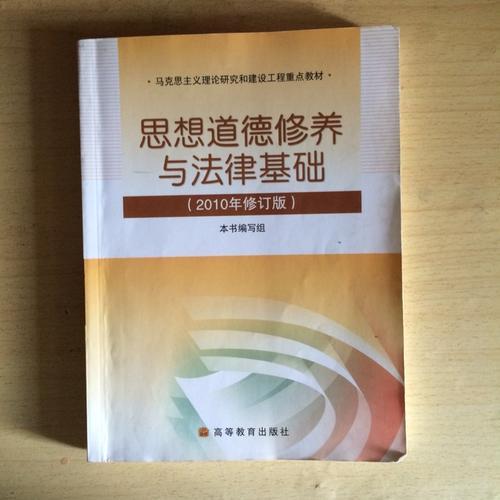 ·马克思主义理论研究和建设工程重点教材·
思想道德修养
与法律基础
（2010年修订版）
本书编写组
高等教育出版社